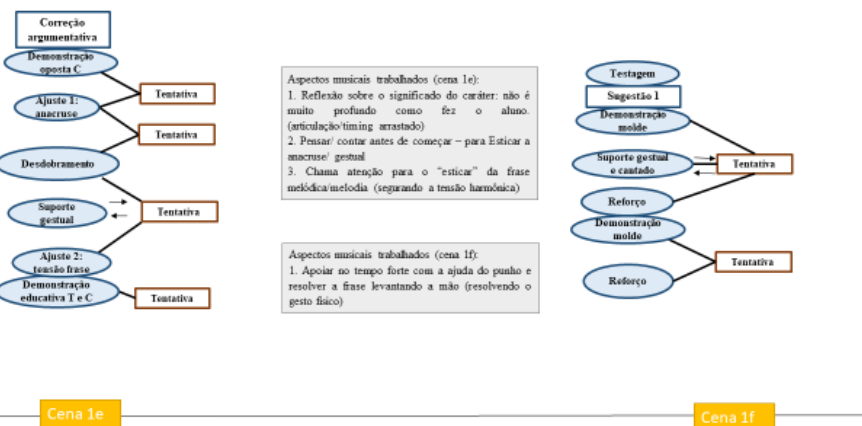 Correção
argumentativa
Demonstração
oposta C
Tentativa
Ajuste 1:
anacruse
Tentativa
Desdobramento
Suporte
gestual
Tentativa
Ajuste 2:
tensão frase
Demonstração
educativa T e C
Tentativa
Aspectos musicais trabalhados (cena 1e):
1. Reflexão sobre o significado do caráter: não é
muito profundo como fez o aluno.
(articulação/timing arrastado)
2. Pensar/ contar antes de começar – para Esticar a
anacruse/ gestual
3. Chama atenção para o "esticar" da frase
melódica/melodia (segurando a tensão harmônica)
Aspectos musicais trabalhados (cena 1f):
1. Apoiar no tempo forte com a ajuda do punho e
resolver a frase levantando a mão (resolvendo o
gesto físico)
Testagem
Sugestão 1
Demonstração
molde
Suporte gestual
e cantado
Tentativa
Reforço
Demonstração
molde
Tentativa
Reforço
Cena 1e
Cena 1f